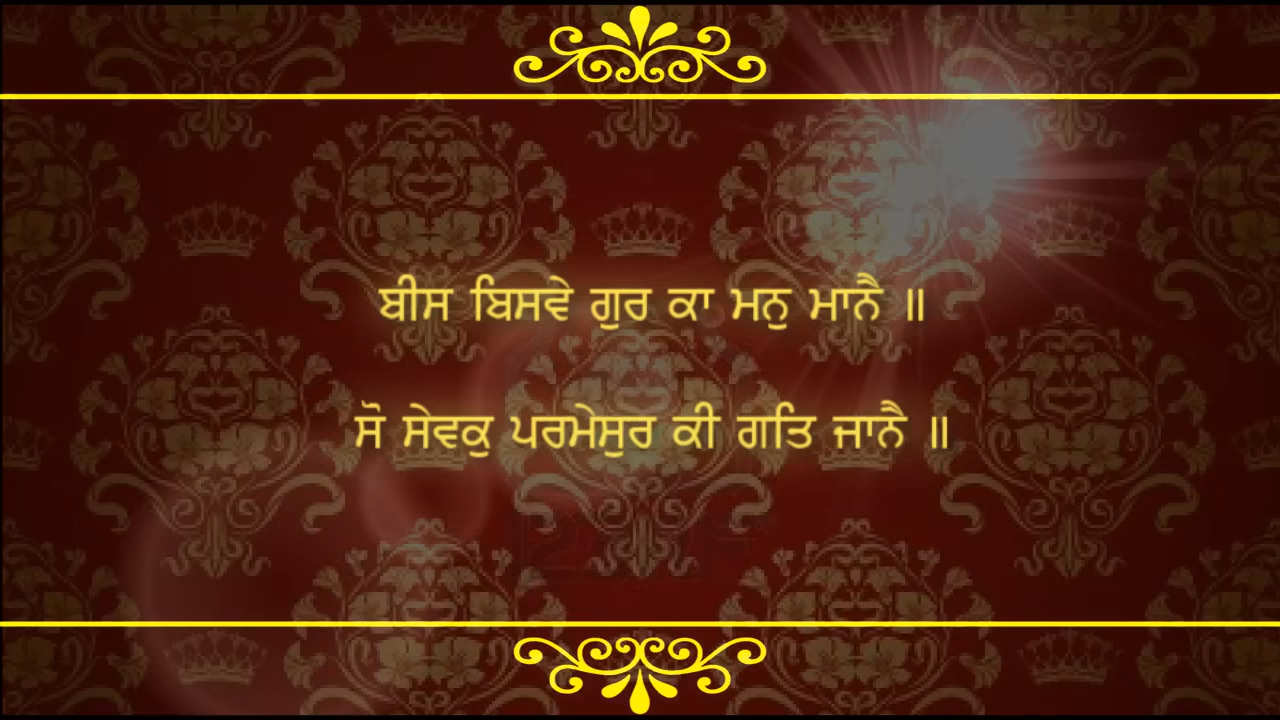 ਬੀਸ ਬਿਸਵੇ ਗੁਰ ਕਾ ਮਨੁ ਮਾਨੈ ॥
ਸੋ ਸੇਵਕੁ ਪਰਮੇਸੁਰ ਕੀ ਗਤਿ ਜਾਨੈ ॥